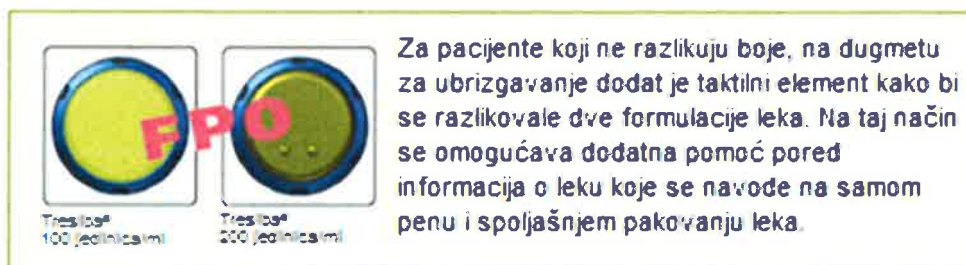 FPO
Tresiba®
100 jedinica/ml
Tresiba®
200 jedinica/ml
Za pacijente koji ne razlikuju boje, na dugmetu
za ubrizgavanje dodat je taktilni element kako bi
se razlikovale dve formulacije leka. Na taj način
se omogućava dodatna pomoć pored
informacija o leku koje se navode na samom
penu i spoljašnjem pakovanju leka.